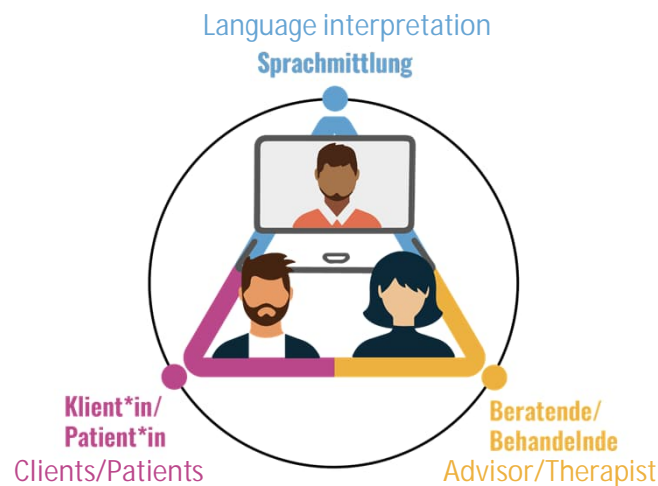 Language interpretation
Sprachmittlung
Klient*in/
Patient*in
Clients/Patients
Beratende/
Behandelnde
Advisor/Therapist